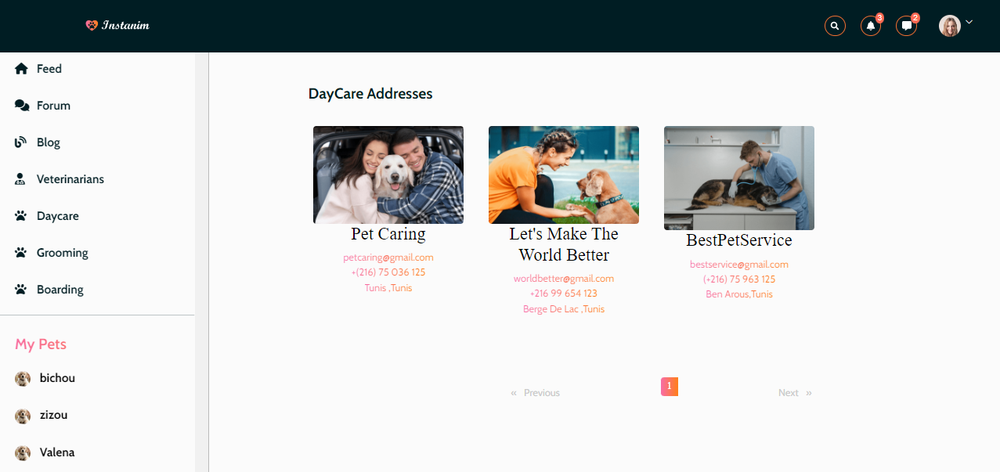 Instanim
3
2
Feed
Forum
Blog
Veterinarians
Daycare
Grooming
Boarding
My Pets
bichou
zizou
Valena
DayCare Addresses
Pet Caring
petcaring@gmail.com
+(216) 75 036 125
Tunis ,Tunis
Let's Make The
World Better
worldbetter@gmail.com
+216 99 654 123
Berge De Lac ,Tunis
BestPetService
bestservice@gmail.com
(+216) 75 963 125
Ben Arous,Tunis
« Previous
1
Next »